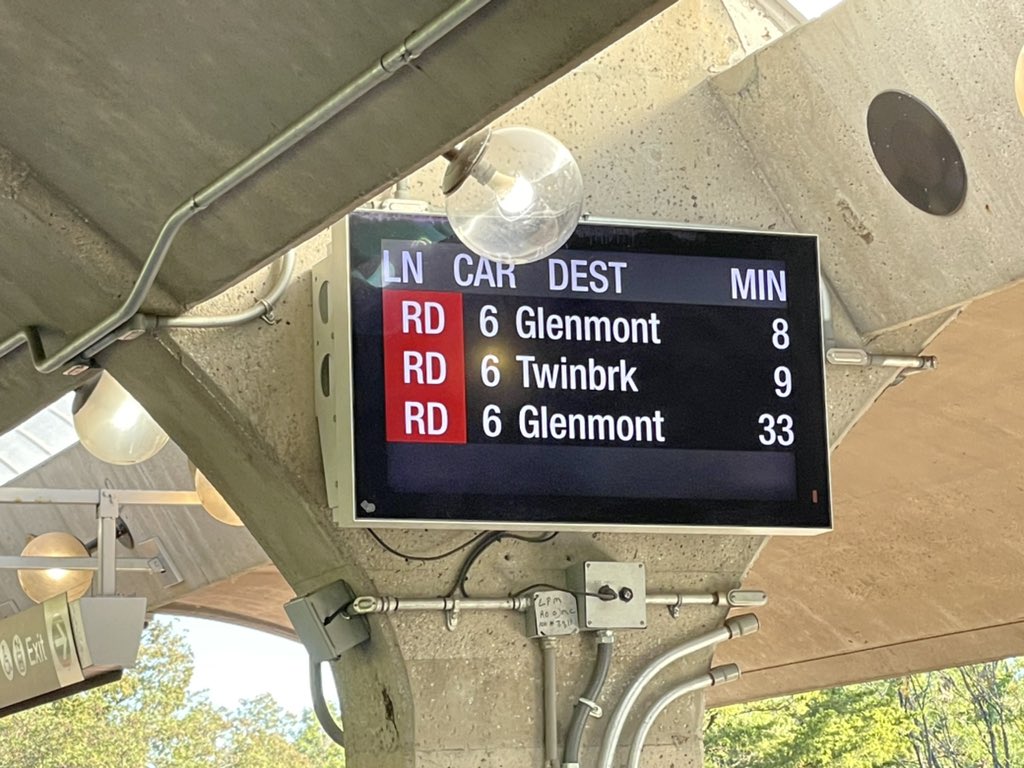 LN CAR DEST MIN
RD 6 Glenmont 8
RD 6 Twinbrk 9
RD 6 Glenmont 33
Exit